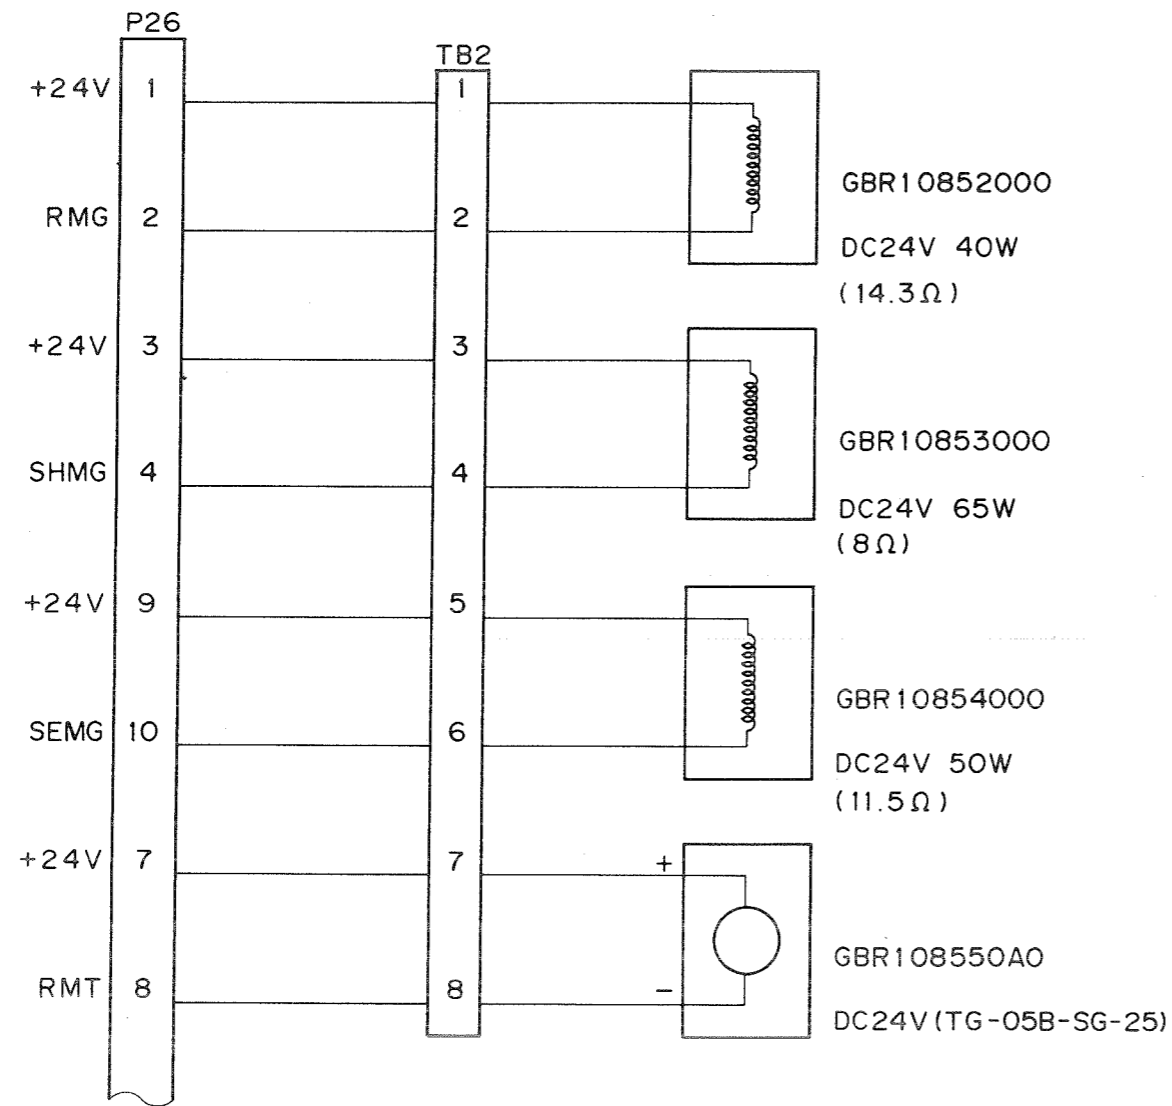 P26
TB2
+24V 1 1
RMG 2 2
GBR10852000
DC24V 40W
(14.3Ω)
+24V 3 3
SHMG 4 4
GBR10853000
DC24V 65W
(8Ω)
+24V 9 5
SEMG 10 6
GBR10854000
DC24V 50W
(11.5Ω)
+24V 7 7 +
RMT 8 8 −
GBR108550A0
DC24V(TG-05B-SG-25)